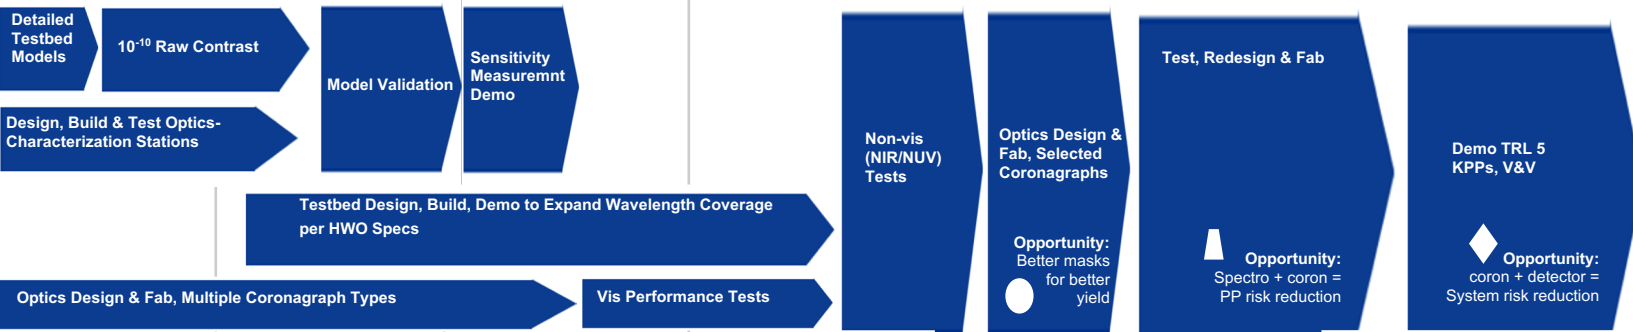 Detailed
Testbed
Models
10-10 Raw Contrast
Design, Build & Test Optics-
Characterization Stations
Model Validation
Sensitivity
Measuremnt
Demo
Testbed Design, Build, Demo to Expand Wavelength Coverage
per HWO Specs
Optics Design & Fab, Multiple Coronagraph Types
Vis Performance Tests
Non-vis
(NIR/NUV)
Tests
Optics Design &
Fab, Selected
Coronagraphs
Opportunity:
Better masks
for better
yield
Test, Redesign & Fab
Opportunity:
Spectro + coron =
PP risk reduction
Demo TRL 5
KPPs, V&V
Opportunity:
coron + detector =
System risk reduction